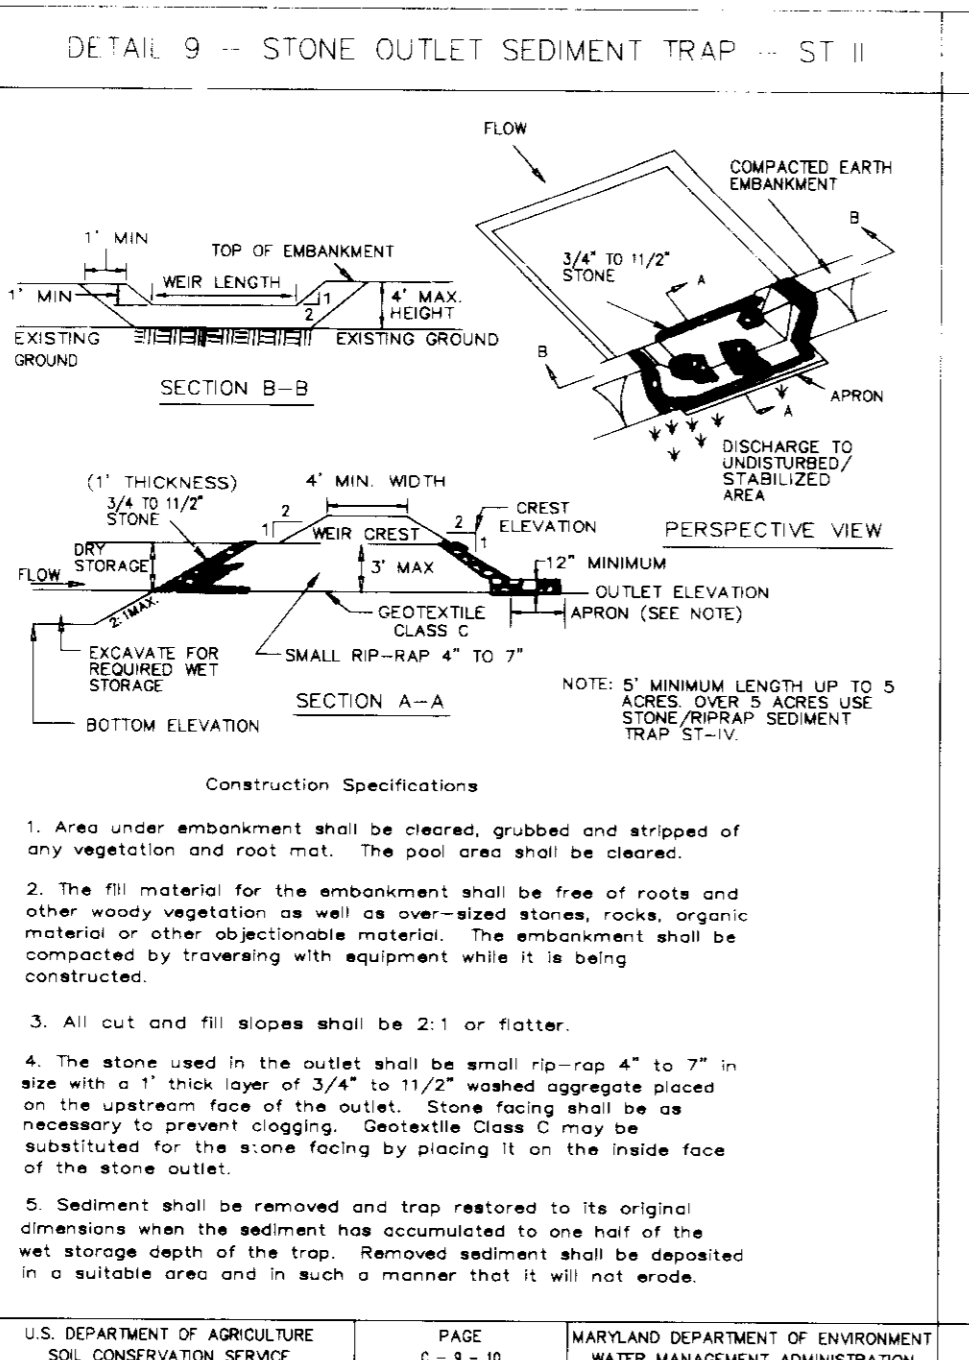 DETAIL 9 -- STONE OUTLET SEDIMENT TRAP -- ST II
FLOW
COMPACTED EARTH
EMBANKMENT
B
1' MIN
TOP OF EMBANKMENT
WEIR LENGTH
3/4" TO 11/2"
STONE
A
1' MIN
1
2
4' MAX.
HEIGHT
EXISTING
GROUND
EXISTING GROUND
B
SECTION B-B
APRON
A
DISCHARGE TO
UNDISTURBED/
STABILIZED
AREA
PERSPECTIVE VIEW
(1' THICKNESS)
3/4 TO 11/2"
STONE
4' MIN. WIDTH
2
1
WEIR CREST
2
1
CREST
ELEVATION
DRY
STORAGE
3' MAX
12" MINIMUM
FLOW
OUTLET ELEVATION
2:1MAX.
GEOTEXTILE
CLASS C
APRON (SEE NOTE)
EXCAVATE FOR
REQUIRED WET
STORAGE
SMALL RIP-RAP 4" TO 7"
BOTTOM ELEVATION
SECTION A-A
NOTE: 5' MINIMUM LENGTH UP TO 5
ACRES. OVER 5 ACRES USE
STONE/RIPRAP SEDIMENT
TRAP ST-IV.
Construction Specifications
1. Area under embankment shall be cleared, grubbed and stripped of
any vegetation and root mat. The pool area shall be cleared.
2. The fill material for the embankment shall be free of roots and
other woody vegetation as well as over-sized stones, rocks, organic
material or other objectionable material. The embankment shall be
compacted by traversing with equipment while it is being
constructed.
3. All cut and fill slopes shall be 2:1 or flatter.
4. The stone used in the outlet shall be small rip-rap 4" to 7" in
size with a 1' thick layer of 3/4" to 11/2" washed aggregate placed
on the upstream face of the outlet. Stone facing shall be as
necessary to prevent clogging. Geotextile Class C may be
substituted for the stone facing by placing it on the inside face
of the stone outlet.
5. Sediment shall be removed and trap restored to its original
dimensions when the sediment has accumulated to one half of the
wet storage depth of the trap. Removed sediment shall be deposited
in a suitable area and in such a manner that it will not erode.
U.S. DEPARTMENT OF AGRICULTURE
SOIL CONSERVATION SERVICE
PAGE
C - 9 - 10
MARYLAND DEPARTMENT OF ENVIRONMENT
WATER MANAGEMENT ADMINISTRATION